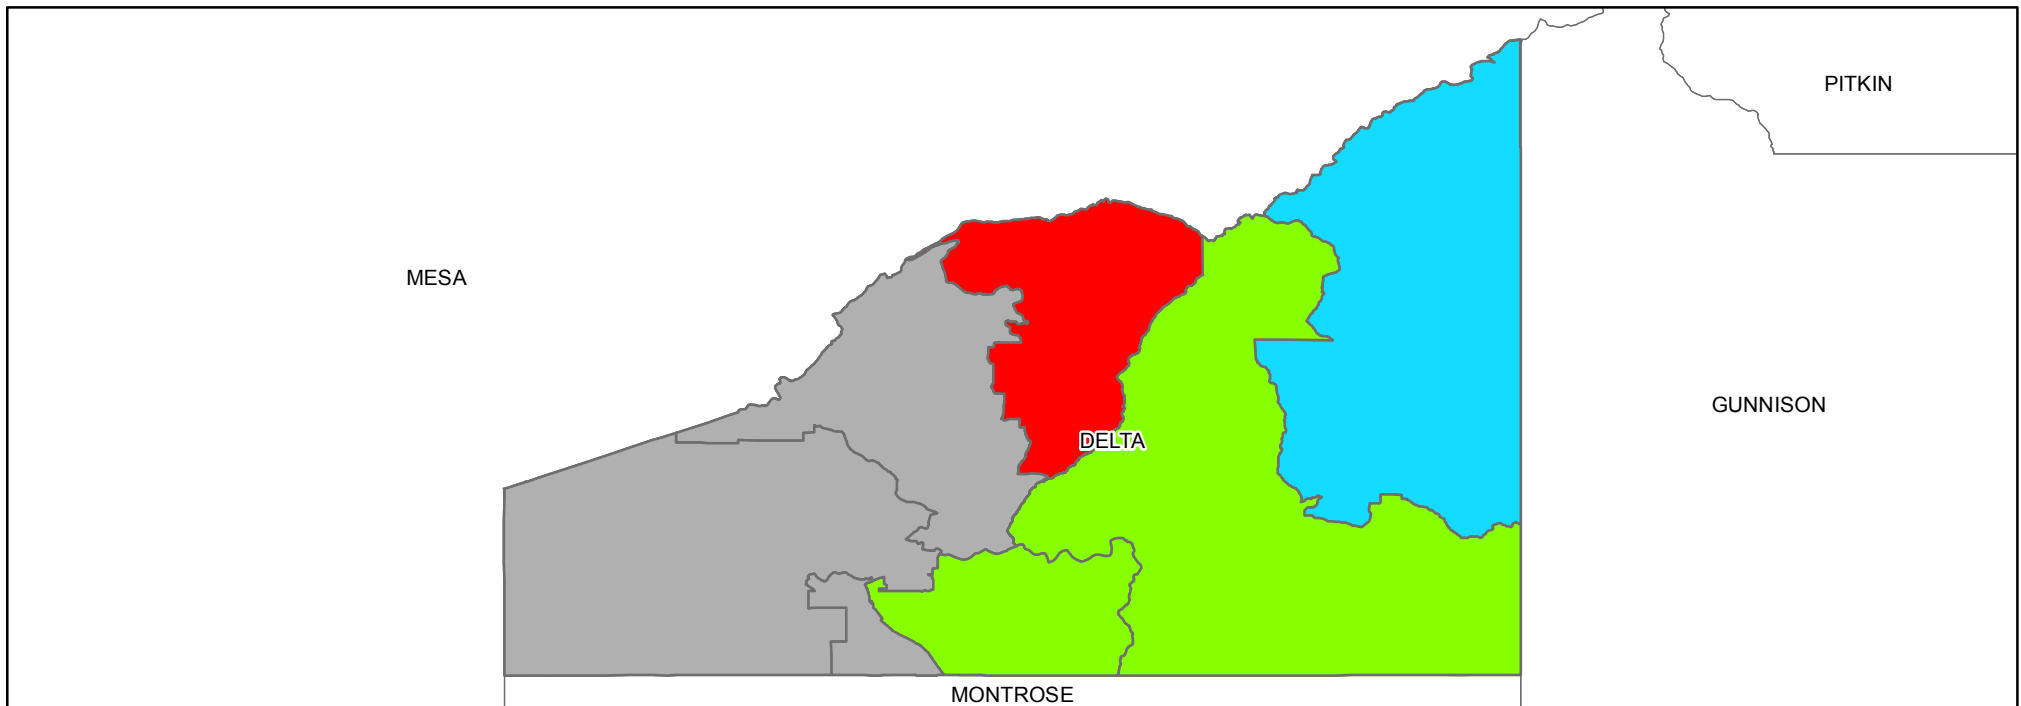 PITKIN
MESA
GUNNISON
DELTA
MONTROSE